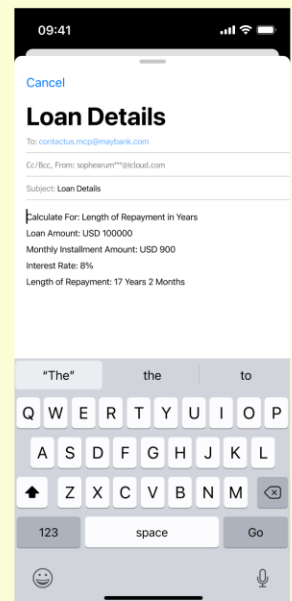 09:41
Cancel
Loan Details
To: contactus.mcp@maybank.com
Cc/Bcc, From: sophearum***@icloud.com
Subject: Loan Details
Calculate For: Length of Repayment in Years
Loan Amount: USD 100000
Monthly Installment Amount: USD 900
Interest Rate: 8%
Length of Repayment: 17 Years 2 Months
“The” the to
Q W E R T Y U I O P
A S D F G H J K L
Z X C V B N M
123 space Go